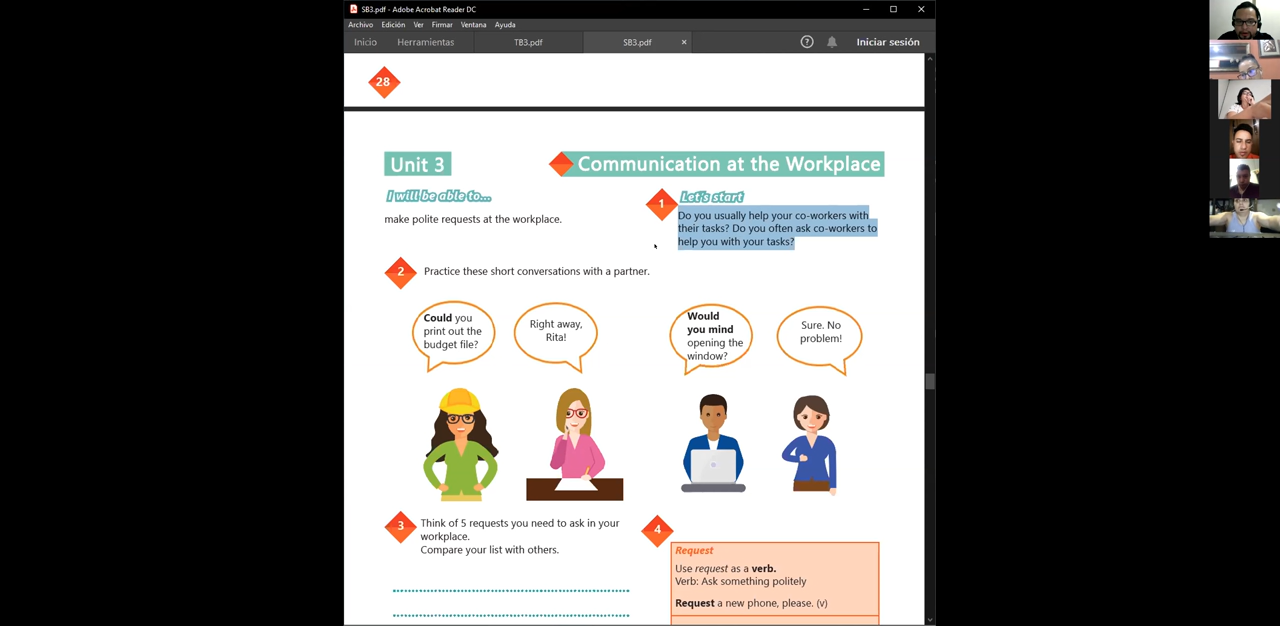 SB3.pdf - Adobe Acrobat Reader DC
Archivo Edición Ver Firmar Ventana Ayuda
Inicio Herramientas TB3.pdf SB3.pdf × ? Iniciar sesión
28
Unit 3
Communication at the Workplace
I will be able to...
make polite requests at the workplace.
1
Let's start
Do you usually help your co-workers with
their tasks? Do you often ask co-workers to
help you with your tasks?
2
Practice these short conversations with a partner.
Could you
print out the
budget file?
Right away,
Rita!
Would
you mind
opening the
window?
Sure. No
problem!
3
Think of 5 requests you need to ask in your
workplace.
Compare your list with others.
4
Request
Use request as a verb.
Verb: Ask something politely
Request a new phone, please. (v)